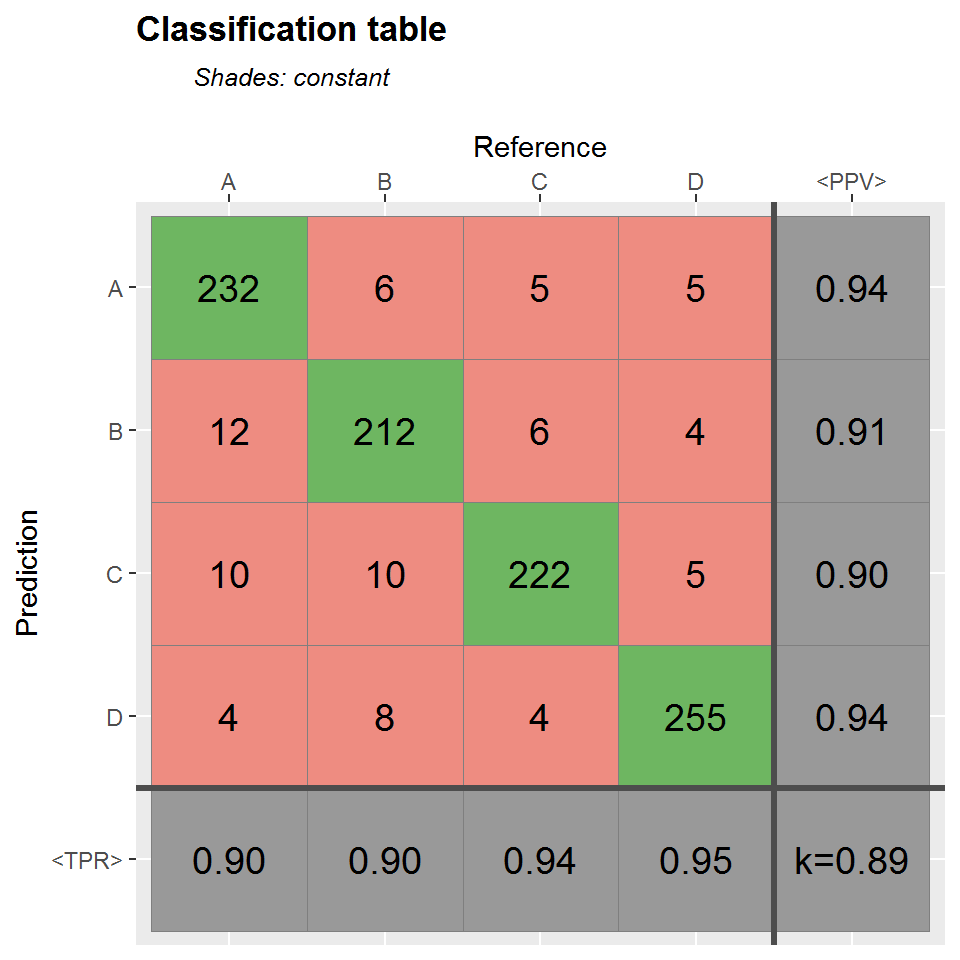 Classification table
Shades: constant
Reference
A B C D <PPV>
A 232 6 5 5 0.94
B 12 212 6 4 0.91
C 10 10 222 5 0.90
D 4 8 4 255 0.94
<TPR> 0.90 0.90 0.94 0.95 k=0.89
Prediction